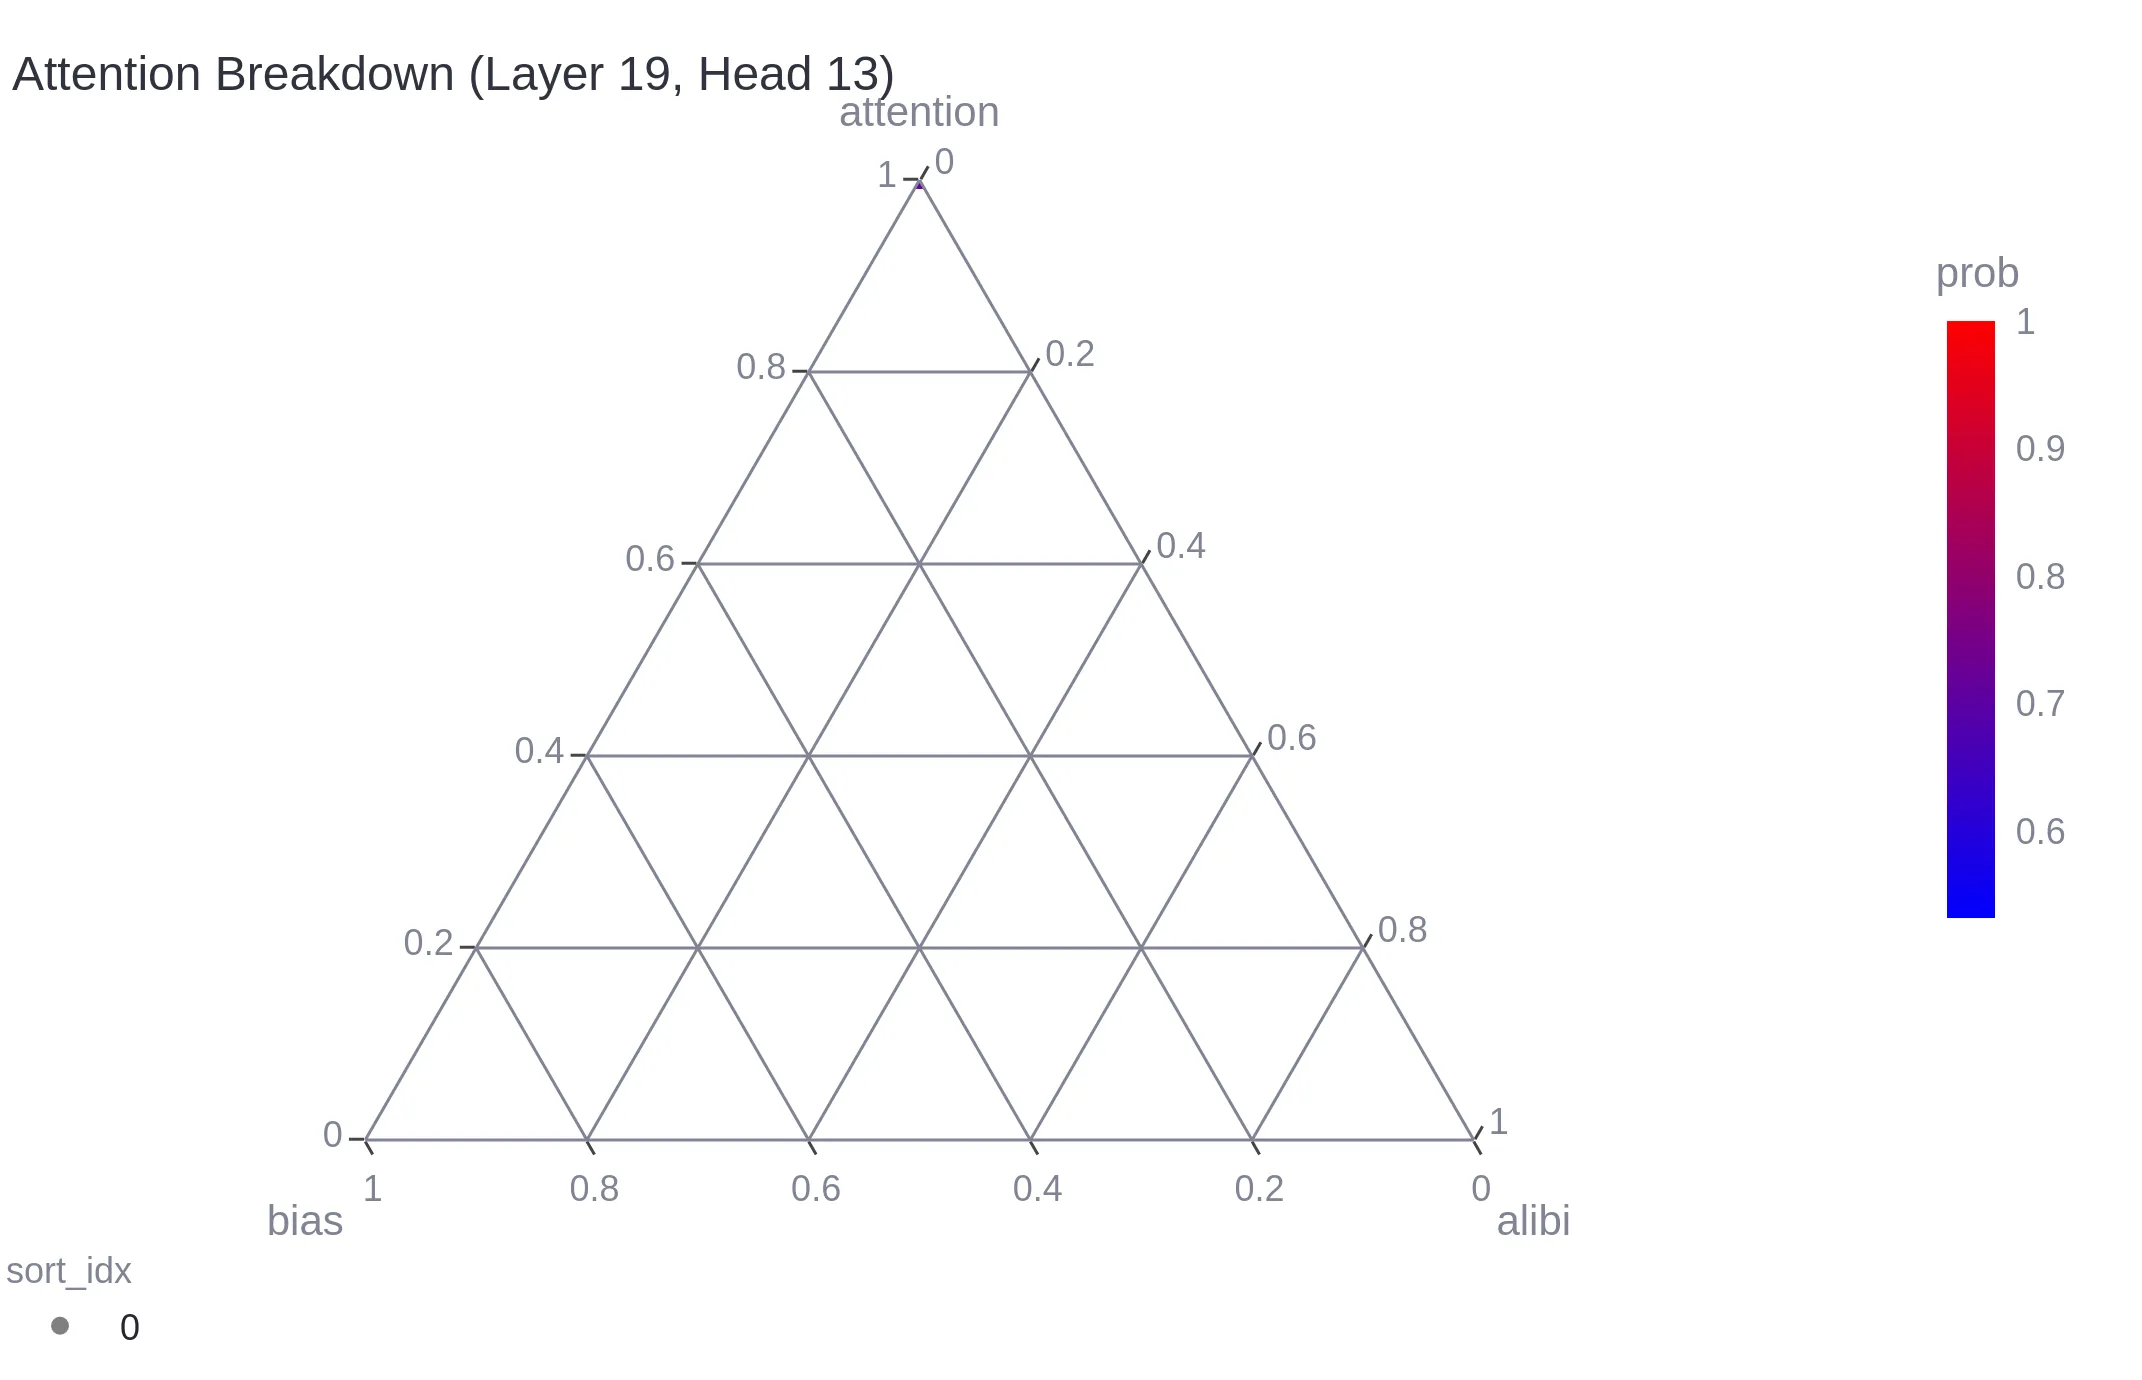 Attention Breakdown (Layer 19, Head 13)
attention
1 0
prob
1
0.8 0.2
0.9
0.6 0.4
0.8
0.4 0.6
0.7
0.6
0.2 0.8
0 1
1 0.8 0.6 0.4 0.2 0
bias alibi
sort_idx
0